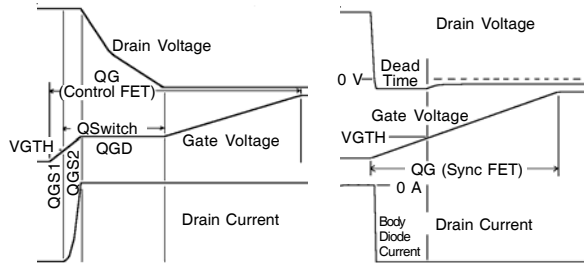 Drain Voltage
QG
(Control FET)
QSwitch
VGTH
QGD
Gate Voltage
QGS1
QGS2
Drain Current
Drain Voltage
0 V
Dead
Time
Gate Voltage
VGTH
QG (Sync FET)
0 A
Body
Diode
Current
Drain Current